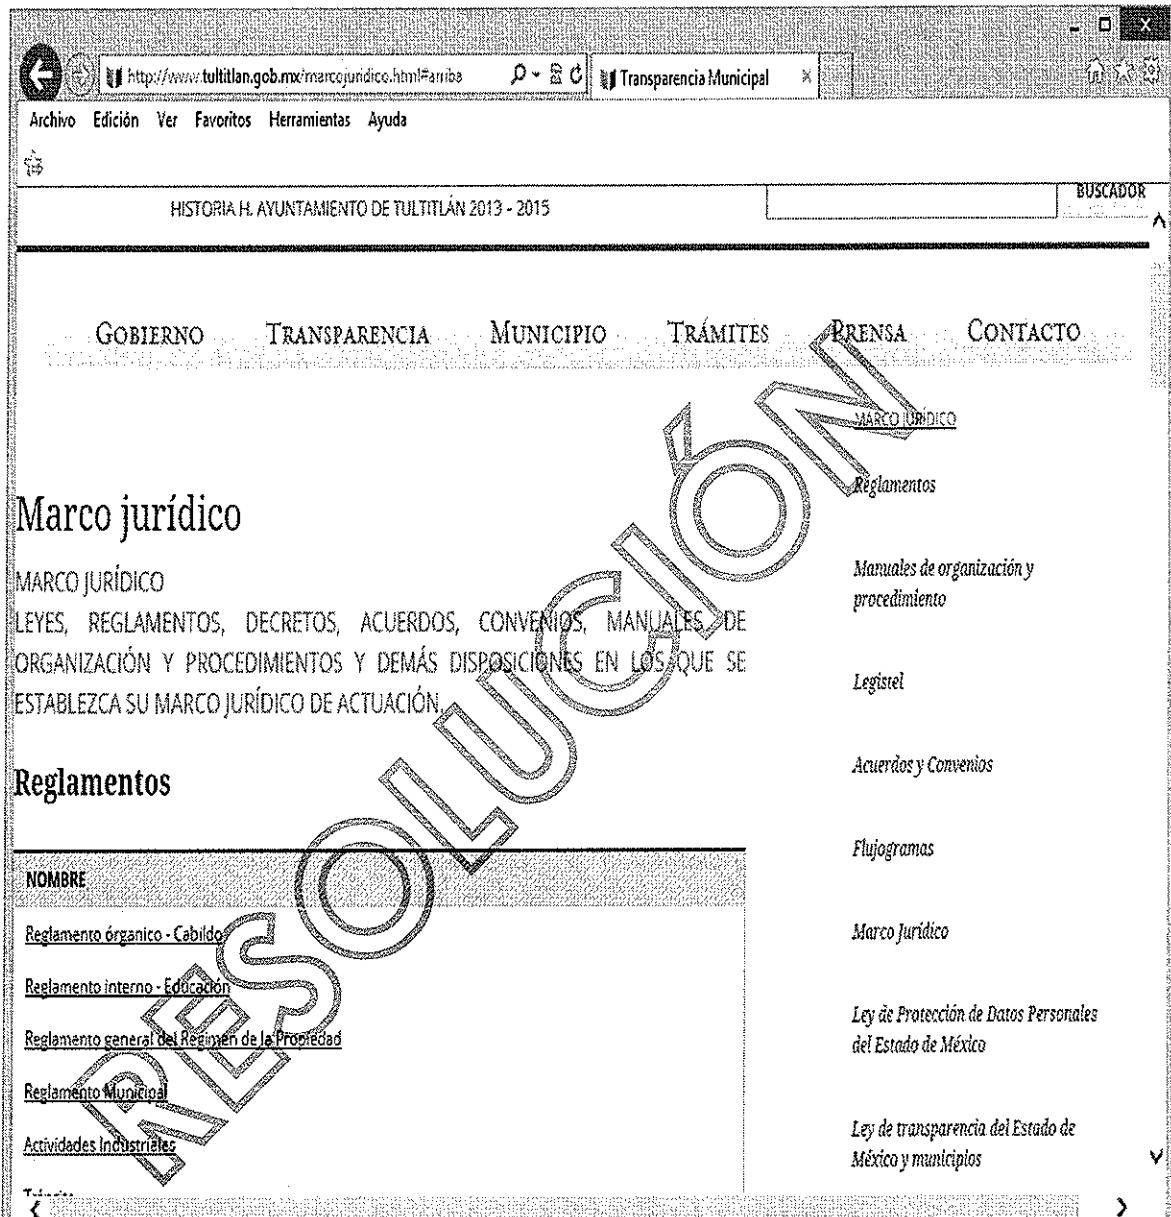 http://www.tultitlan.gob.mx/marcojuridico.html#arriba
Transparencia Municipal
Archivo Edición Ver Favoritos Herramientas Ayuda
HISTORIA H. AYUNTAMIENTO DE TULTITLÁN 2013 - 2015
BUSCADOR
GOBIERNO TRANSPARENCIA MUNICIPIO TRÁMITES PRENSA CONTACTO
Marco jurídico
MARCO JURÍDICO
LEYES, REGLAMENTOS, DECRETOS, ACUERDOS, CONVENIOS, MANUALES DE
ORGANIZACIÓN Y PROCEDIMIENTOS Y DEMÁS DISPOSICIONES EN LOS QUE SE
ESTABLEZCA SU MARCO JURÍDICO DE ACTUACIÓN.
Reglamentos
NOMBRE
Reglamento órganico - Cabildo
Reglamento interno - Educación
Reglamento general del Régimen de la Propiedad
Reglamento Municipal
Actividades Industriales
MARCO JURÍDICO
Reglamentos
Manuales de organización y
procedimiento
Legistel
Acuerdos y Convenios
Flujogramas
Marco Jurídico
Ley de Protección de Datos Personales
del Estado de México
Ley de transparencia del Estado de
México y municipios
RESOLUCIÓN